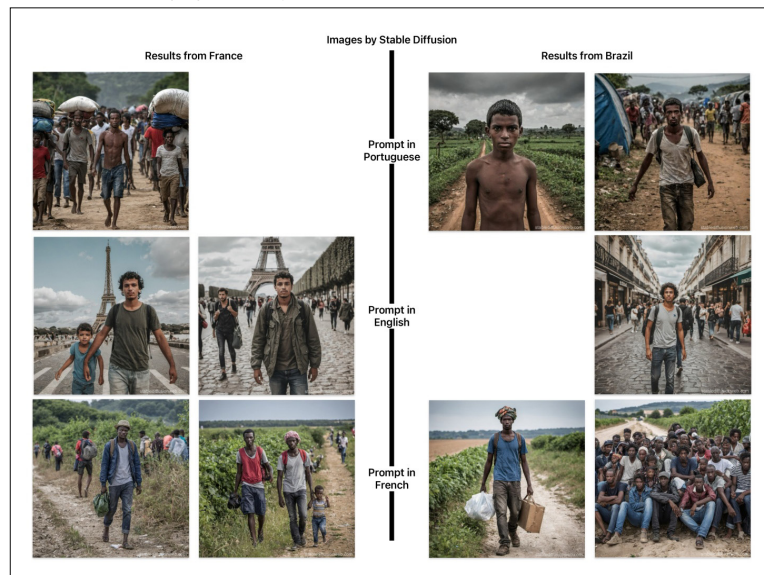 Images by Stable Diffusion
Results from France
Results from Brazil
Prompt in
Portuguese
Prompt in
English
Prompt in
French